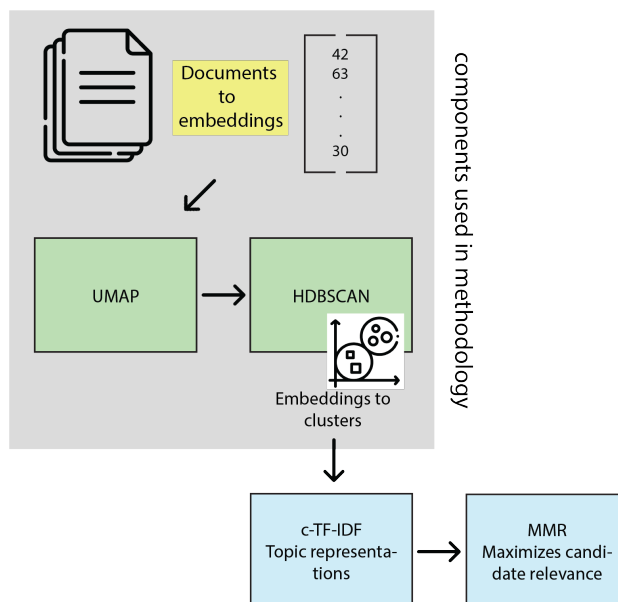 Documents
to
embeddings
42
63
.
.
.
30
components used in methodology
UMAP
HDBSCAN
Embeddings to
clusters
c-TF-IDF
Topic representa-
tions
MMR
Maximizes candi-
date relevance